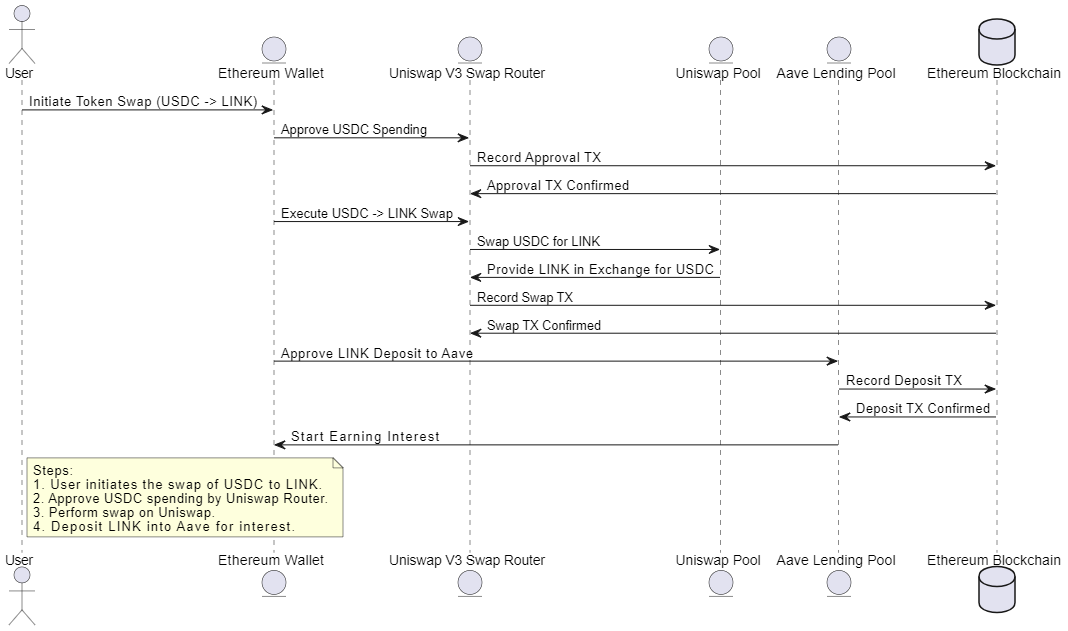 User
Ethereum Wallet
Uniswap V3 Swap Router
Uniswap Pool
Aave Lending Pool
Ethereum Blockchain
Initiate Token Swap (USDC -> LINK)
Approve USDC Spending
Record Approval TX
Approval TX Confirmed
Execute USDC -> LINK Swap
Swap USDC for LINK
Provide LINK in Exchange for USDC
Record Swap TX
Swap TX Confirmed
Approve LINK Deposit to Aave
Record Deposit TX
Deposit TX Confirmed
Start Earning Interest
Steps:
1. User initiates the swap of USDC to LINK.
2. Approve USDC spending by Uniswap Router.
3. Perform swap on Uniswap.
4. Deposit LINK into Aave for interest.
User
Ethereum Wallet
Uniswap V3 Swap Router
Uniswap Pool
Aave Lending Pool
Ethereum Blockchain